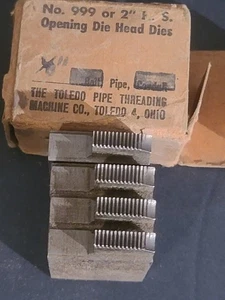 No. 999 or 2" P. S.
Opening Die Head Dies
Bolt, Pipe, Conduit
THE TOLEDO PIPE THREADING
MACHINE CO., TOLEDO 4, OHIO